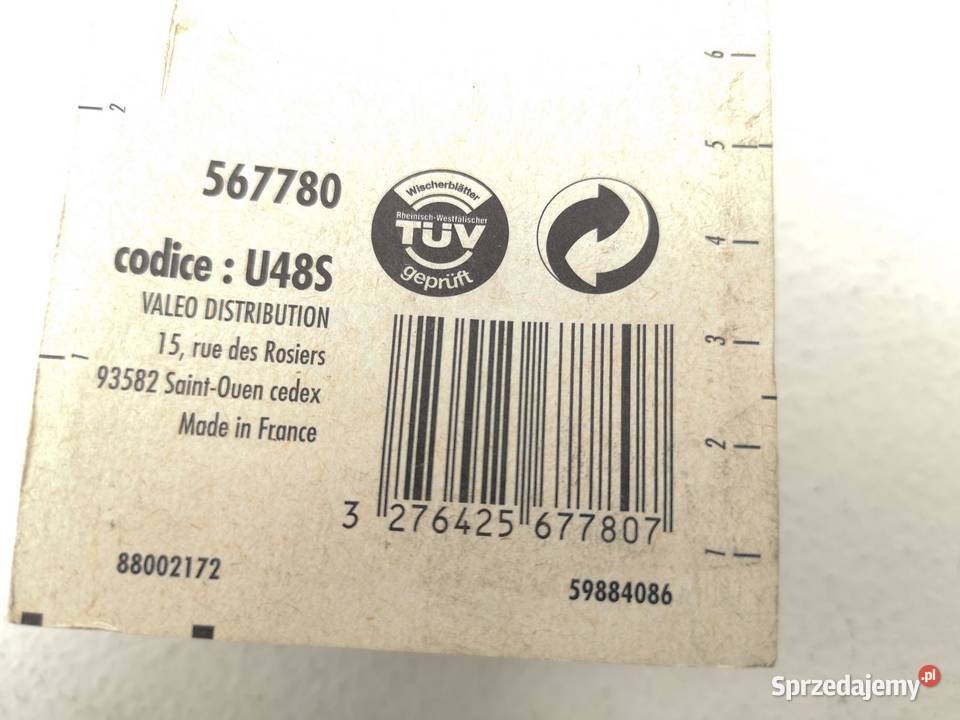 567780
codice : U48S
VALEO DISTRIBUTION
15, rue des Rosiers
93582 Saint-Ouen cedex
Made in France
Wischerblätter
Rheinisch-Westfälischer
TÜV
geprüft
3 276425 677807
88002172
59884086
2
1
6
5
4
3
2
1
Sprzedajemy.pl